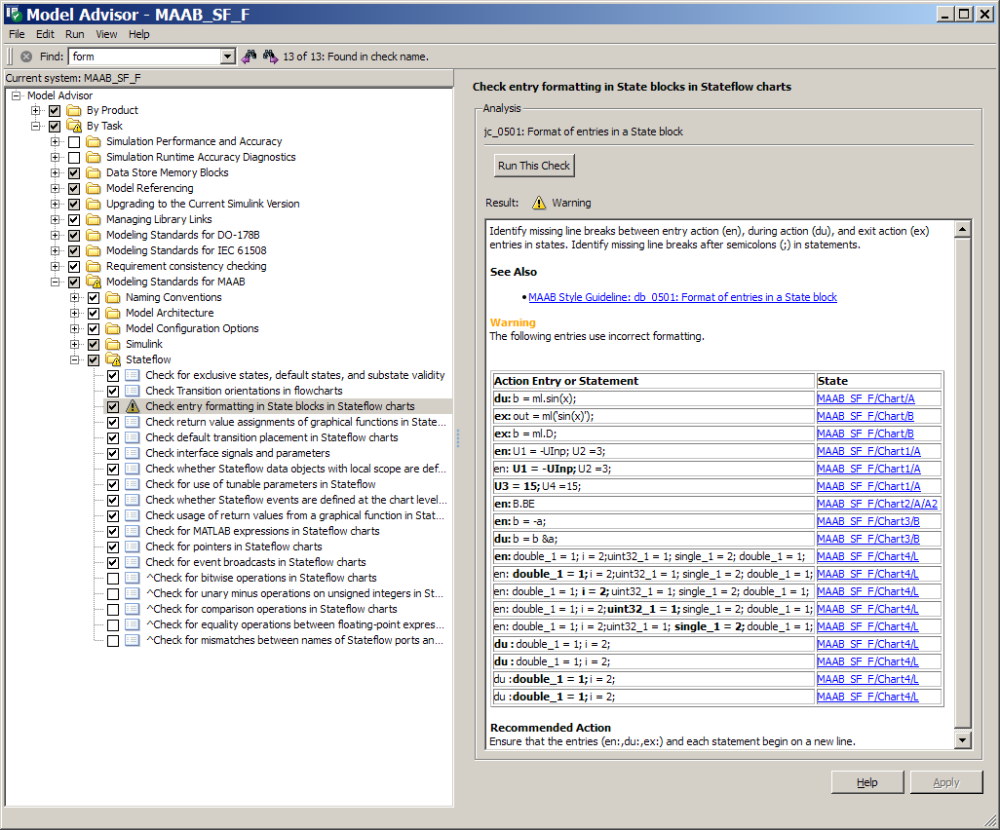 Model Advisor - MAAB_SF_F
File Edit Run View Help
Find: form 13 of 13: Found in check name.
Current system: MAAB_SF_F
Model Advisor
By Product
By Task
Simulation Performance and Accuracy
Simulation Runtime Accuracy Diagnostics
Data Store Memory Blocks
Model Referencing
Upgrading to the Current Simulink Version
Managing Library Links
Modeling Standards for DO-178B
Modeling Standards for IEC 61508
Requirement consistency checking
Modeling Standards for MAAB
Naming Conventions
Model Architecture
Model Configuration Options
Simulink
Stateflow
Check for exclusive states, default states, and substate validity
Check Transition orientations in flowcharts
Check entry formatting in State blocks in Stateflow charts
Check return value assignments of graphical functions in State...
Check default transition placement in Stateflow charts
Check interface signals and parameters
Check whether Stateflow data objects with local scope are def...
Check for use of tunable parameters in Stateflow
Check whether Stateflow events are defined at the chart level...
Check usage of return values from a graphical function in Stat...
Check for MATLAB expressions in Stateflow charts
Check for pointers in Stateflow charts
Check for event broadcasts in Stateflow charts
^Check for bitwise operations in Stateflow charts
^Check for unary minus operations on unsigned integers in St...
^Check for comparison operations in Stateflow charts
^Check for equality operations between floating-point expres...
^Check for mismatches between names of Stateflow ports an...
Check entry formatting in State blocks in Stateflow charts
Analysis
jc_0501: Format of entries in a State block
Run This Check
Result: Warning
Identify missing line breaks between entry action (en), during action (du), and exit action (ex)
entries in states. Identify missing line breaks after semicolons (;) in statements.
See Also
• MAAB Style Guideline: db_0501: Format of entries in a State block
Warning
The following entries use incorrect formatting.
Action Entry or Statement State
du: b = ml.sin(x); MAAB_SF_F/Chart/A
ex: out = ml('sin(x)'); MAAB_SF_F/Chart/B
ex: b = ml.D; MAAB_SF_F/Chart/B
en: U1 = -UInp; U2 =3; MAAB_SF_F/Chart1/A
en: U1 = -UInp; U2 =3; MAAB_SF_F/Chart1/A
U3 = 15; U4 =15; MAAB_SF_F/Chart1/A
en: B.BE MAAB_SF_F/Chart2/A/A2
en: b = -a; MAAB_SF_F/Chart3/B
du: b = b &a; MAAB_SF_F/Chart3/B
en: double_1 = 1; i = 2;uint32_1 = 1; single_1 = 2; double_1 = 1; MAAB_SF_F/Chart4/L
en: double_1 = 1; i = 2;uint32_1 = 1; single_1 = 2; double_1 = 1; MAAB_SF_F/Chart4/L
en: double_1 = 1; i = 2; uint32_1 = 1; single_1 = 2; double_1 = 1; MAAB_SF_F/Chart4/L
en: double_1 = 1; i = 2;uint32_1 = 1; single_1 = 2; double_1 = 1; MAAB_SF_F/Chart4/L
en: double_1 = 1; i = 2;uint32_1 = 1; single_1 = 2; double_1 = 1; MAAB_SF_F/Chart4/L
du : double_1 = 1; i = 2; MAAB_SF_F/Chart4/L
du : double_1 = 1; i = 2; MAAB_SF_F/Chart4/L
du :double_1 = 1; i = 2; MAAB_SF_F/Chart4/L
du :double_1 = 1; i = 2; MAAB_SF_F/Chart4/L
Recommended Action
Ensure that the entries (en:,du:,ex:) and each statement begin on a new line.
Help Apply